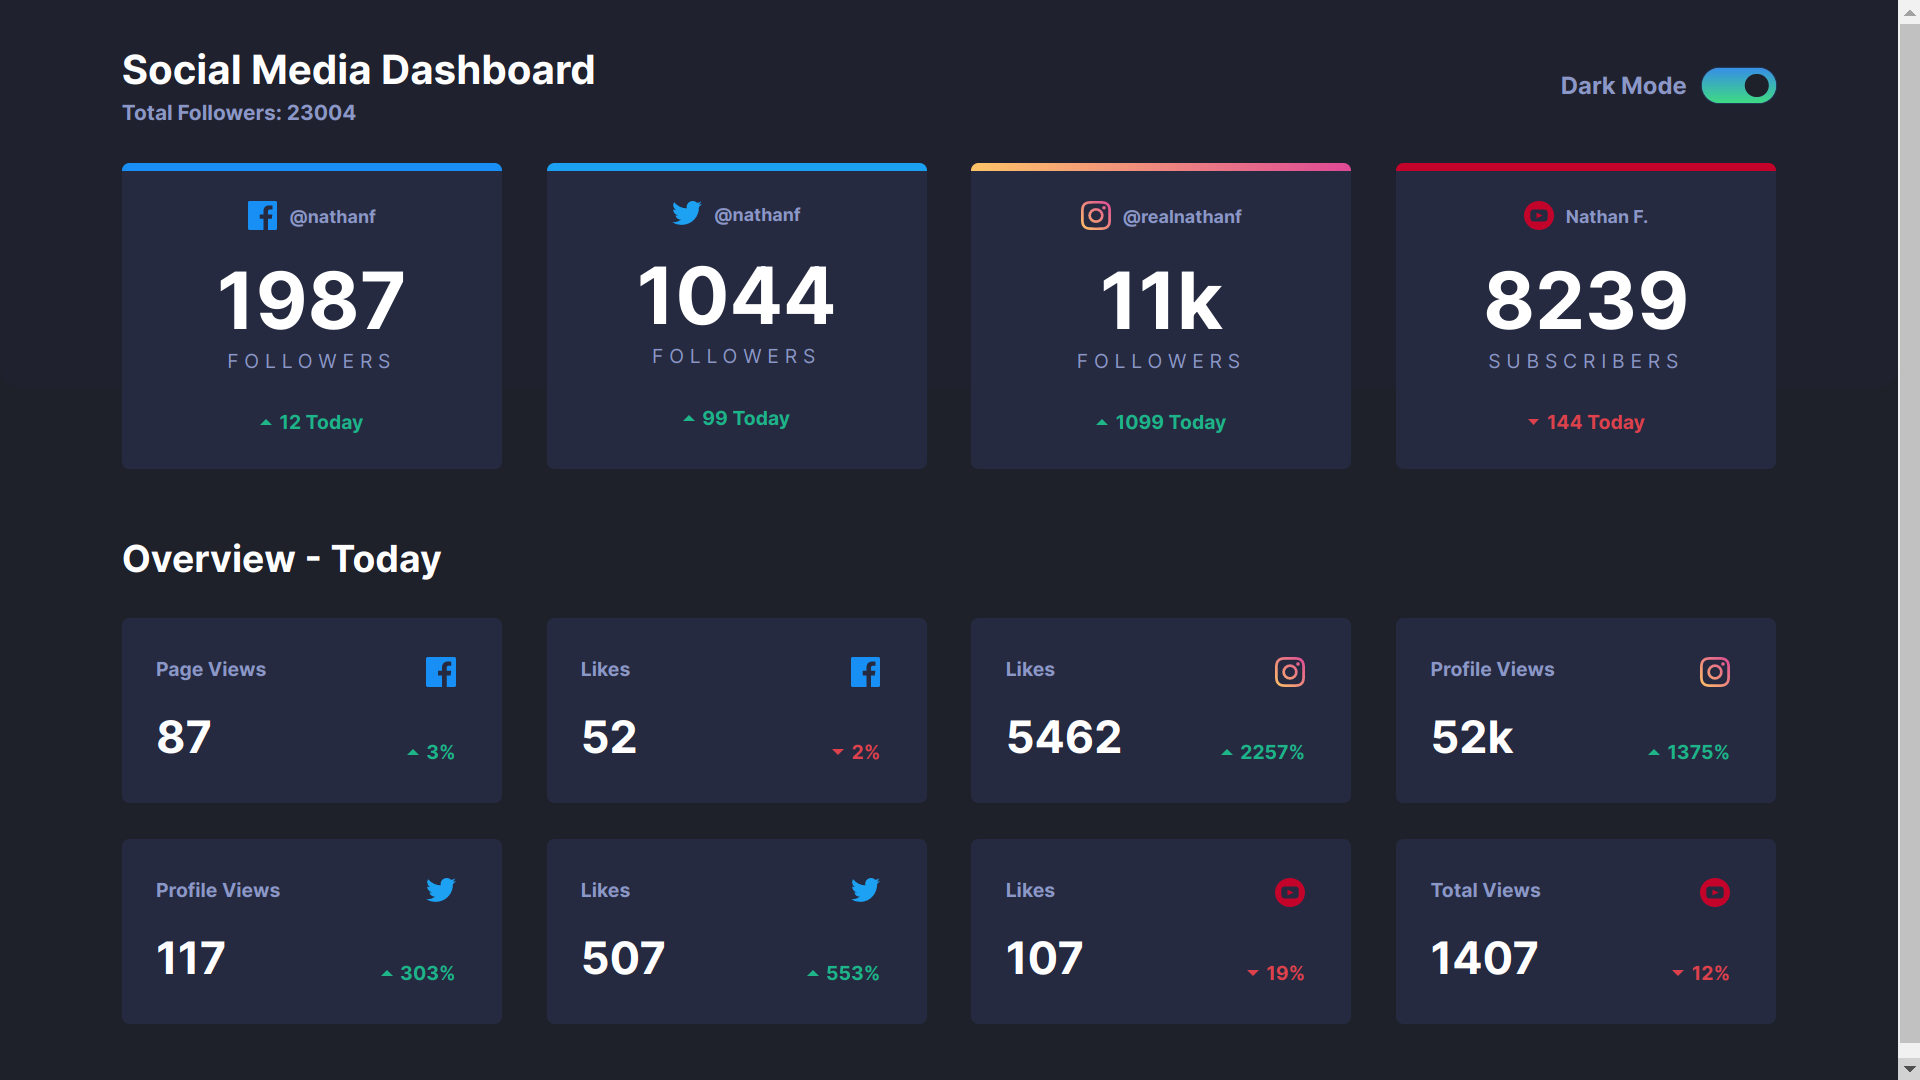 Social Media Dashboard
Total Followers: 23004
Dark Mode
@nathanf
1987
FOLLOWERS
12 Today
@nathanf
1044
FOLLOWERS
99 Today
@realnathanf
11k
FOLLOWERS
1099 Today
Nathan F.
8239
SUBSCRIBERS
144 Today
Overview - Today
Page Views
87
3%
Likes
52
2%
Likes
5462
2257%
Profile Views
52k
1375%
Profile Views
117
303%
Likes
507
553%
Likes
107
19%
Total Views
1407
12%